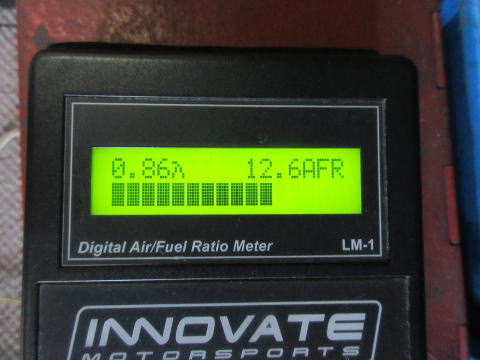 0.86λ 12.6AFR
Digital Air/Fuel Ratio Meter LM-1
INNOVATE
MOTORSPORTS